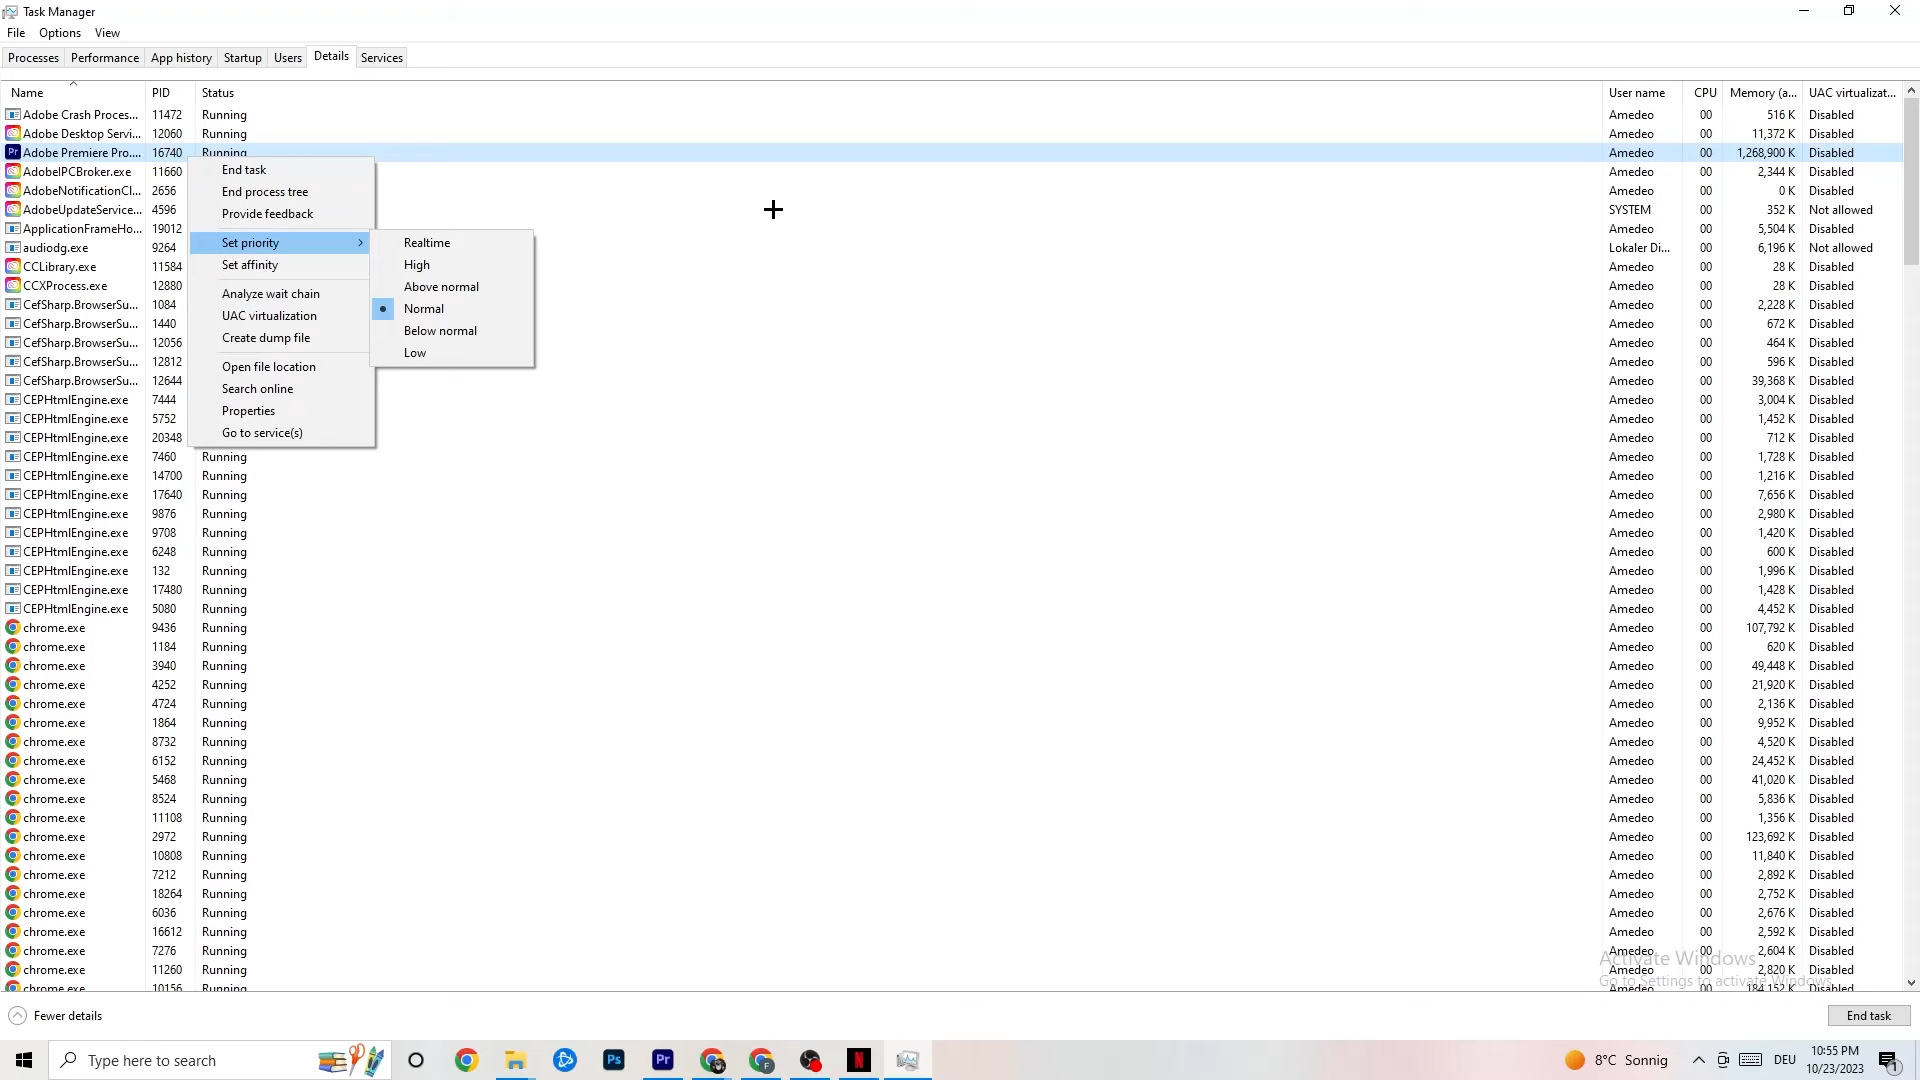 Task Manager
File Options View
Processes Performance App history Startup Users Details Services
Name PID Status User name CPU Memory (a... UAC virtualizat...
Adobe Crash Proces... 11472 Running Amedeo 00 516 K Disabled
Adobe Desktop Servi... 12060 Running Amedeo 00 11,372 K Disabled
Adobe Premiere Pro.... 16740 Running Amedeo 00 1,268,900 K Disabled
AdobeIPCBroker.exe 11660 Amedeo 00 2,344 K Disabled
AdobeNotificationCl... 2656 Amedeo 00 0 K Disabled
AdobeUpdateService... 4596 SYSTEM 00 352 K Not allowed
ApplicationFrameHo... 19012 Amedeo 00 5,504 K Disabled
audiodg.exe 9264 Lokaler Di... 00 6,196 K Not allowed
CCLibrary.exe 11584 Amedeo 00 28 K Disabled
CCXProcess.exe 12880 Amedeo 00 28 K Disabled
CefSharp.BrowserSu... 1084 Amedeo 00 2,228 K Disabled
CefSharp.BrowserSu... 1440 Amedeo 00 672 K Disabled
CefSharp.BrowserSu... 12056 Amedeo 00 464 K Disabled
CefSharp.BrowserSu... 12812 Amedeo 00 596 K Disabled
CefSharp.BrowserSu... 12644 Amedeo 00 39,368 K Disabled
CEPHtmlEngine.exe 7444 Amedeo 00 3,004 K Disabled
CEPHtmlEngine.exe 5752 Amedeo 00 1,452 K Disabled
CEPHtmlEngine.exe 20348 Amedeo 00 712 K Disabled
CEPHtmlEngine.exe 7460 Running Amedeo 00 1,728 K Disabled
CEPHtmlEngine.exe 14700 Running Amedeo 00 1,216 K Disabled
CEPHtmlEngine.exe 17640 Running Amedeo 00 7,656 K Disabled
CEPHtmlEngine.exe 9876 Running Amedeo 00 2,980 K Disabled
CEPHtmlEngine.exe 9708 Running Amedeo 00 1,420 K Disabled
CEPHtmlEngine.exe 6248 Running Amedeo 00 600 K Disabled
CEPHtmlEngine.exe 132 Running Amedeo 00 1,996 K Disabled
CEPHtmlEngine.exe 17480 Running Amedeo 00 1,428 K Disabled
CEPHtmlEngine.exe 5080 Running Amedeo 00 4,452 K Disabled
chrome.exe 9436 Running Amedeo 00 107,792 K Disabled
chrome.exe 1184 Running Amedeo 00 620 K Disabled
chrome.exe 3940 Running Amedeo 00 49,448 K Disabled
chrome.exe 4252 Running Amedeo 00 21,920 K Disabled
chrome.exe 4724 Running Amedeo 00 2,136 K Disabled
chrome.exe 1864 Running Amedeo 00 9,952 K Disabled
chrome.exe 8732 Running Amedeo 00 4,520 K Disabled
chrome.exe 6152 Running Amedeo 00 24,452 K Disabled
chrome.exe 5468 Running Amedeo 00 41,020 K Disabled
chrome.exe 8524 Running Amedeo 00 5,836 K Disabled
chrome.exe 11108 Running Amedeo 00 1,356 K Disabled
chrome.exe 2972 Running Amedeo 00 123,692 K Disabled
chrome.exe 10808 Running Amedeo 00 11,840 K Disabled
chrome.exe 7212 Running Amedeo 00 2,892 K Disabled
chrome.exe 18264 Running Amedeo 00 2,752 K Disabled
chrome.exe 6036 Running Amedeo 00 2,676 K Disabled
chrome.exe 16612 Running Amedeo 00 2,592 K Disabled
chrome.exe 7276 Running Amedeo 00 2,604 K Disabled
chrome.exe 11260 Running Amedeo 00 2,820 K Disabled
chrome.exe 10156 Running Amedeo 00 184,152 K Disabled
End task
End process tree
Provide feedback
Set priority
Set affinity
Analyze wait chain
UAC virtualization
Create dump file
Open file location
Search online
Properties
Go to service(s)
Realtime
High
Above normal
Normal
Below normal
Low
Activate Windows
Go to Settings to activate Windows.
Fewer details End task
Type here to search Ps Pr F N 8°C Sonnig DEU 10:55 PM
10/23/2023 1